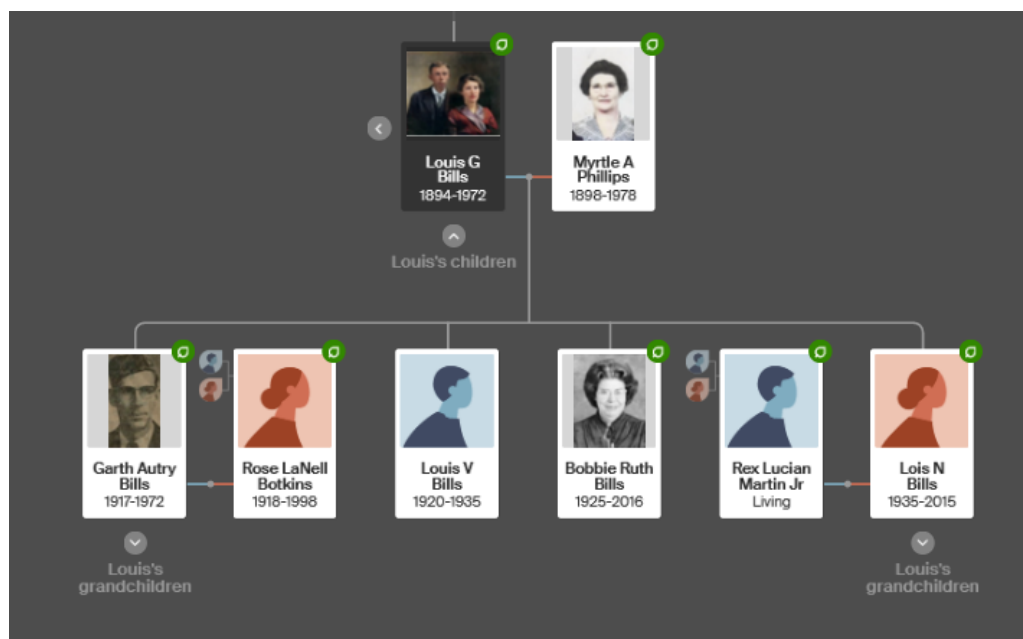 Louis G
Bills
1894-1972
Myrtle A
Phillips
1898-1978
Louis's children
Garth Autry
Bills
1917-1972
Rose LaNell
Botkins
1918-1998
Louis V
Bills
1920-1935
Bobbie Ruth
Bills
1925-2016
Rex Lucian
Martin Jr
Living
Lois N
Bills
1935-2015
Louis's
grandchildren
Louis's
grandchildren